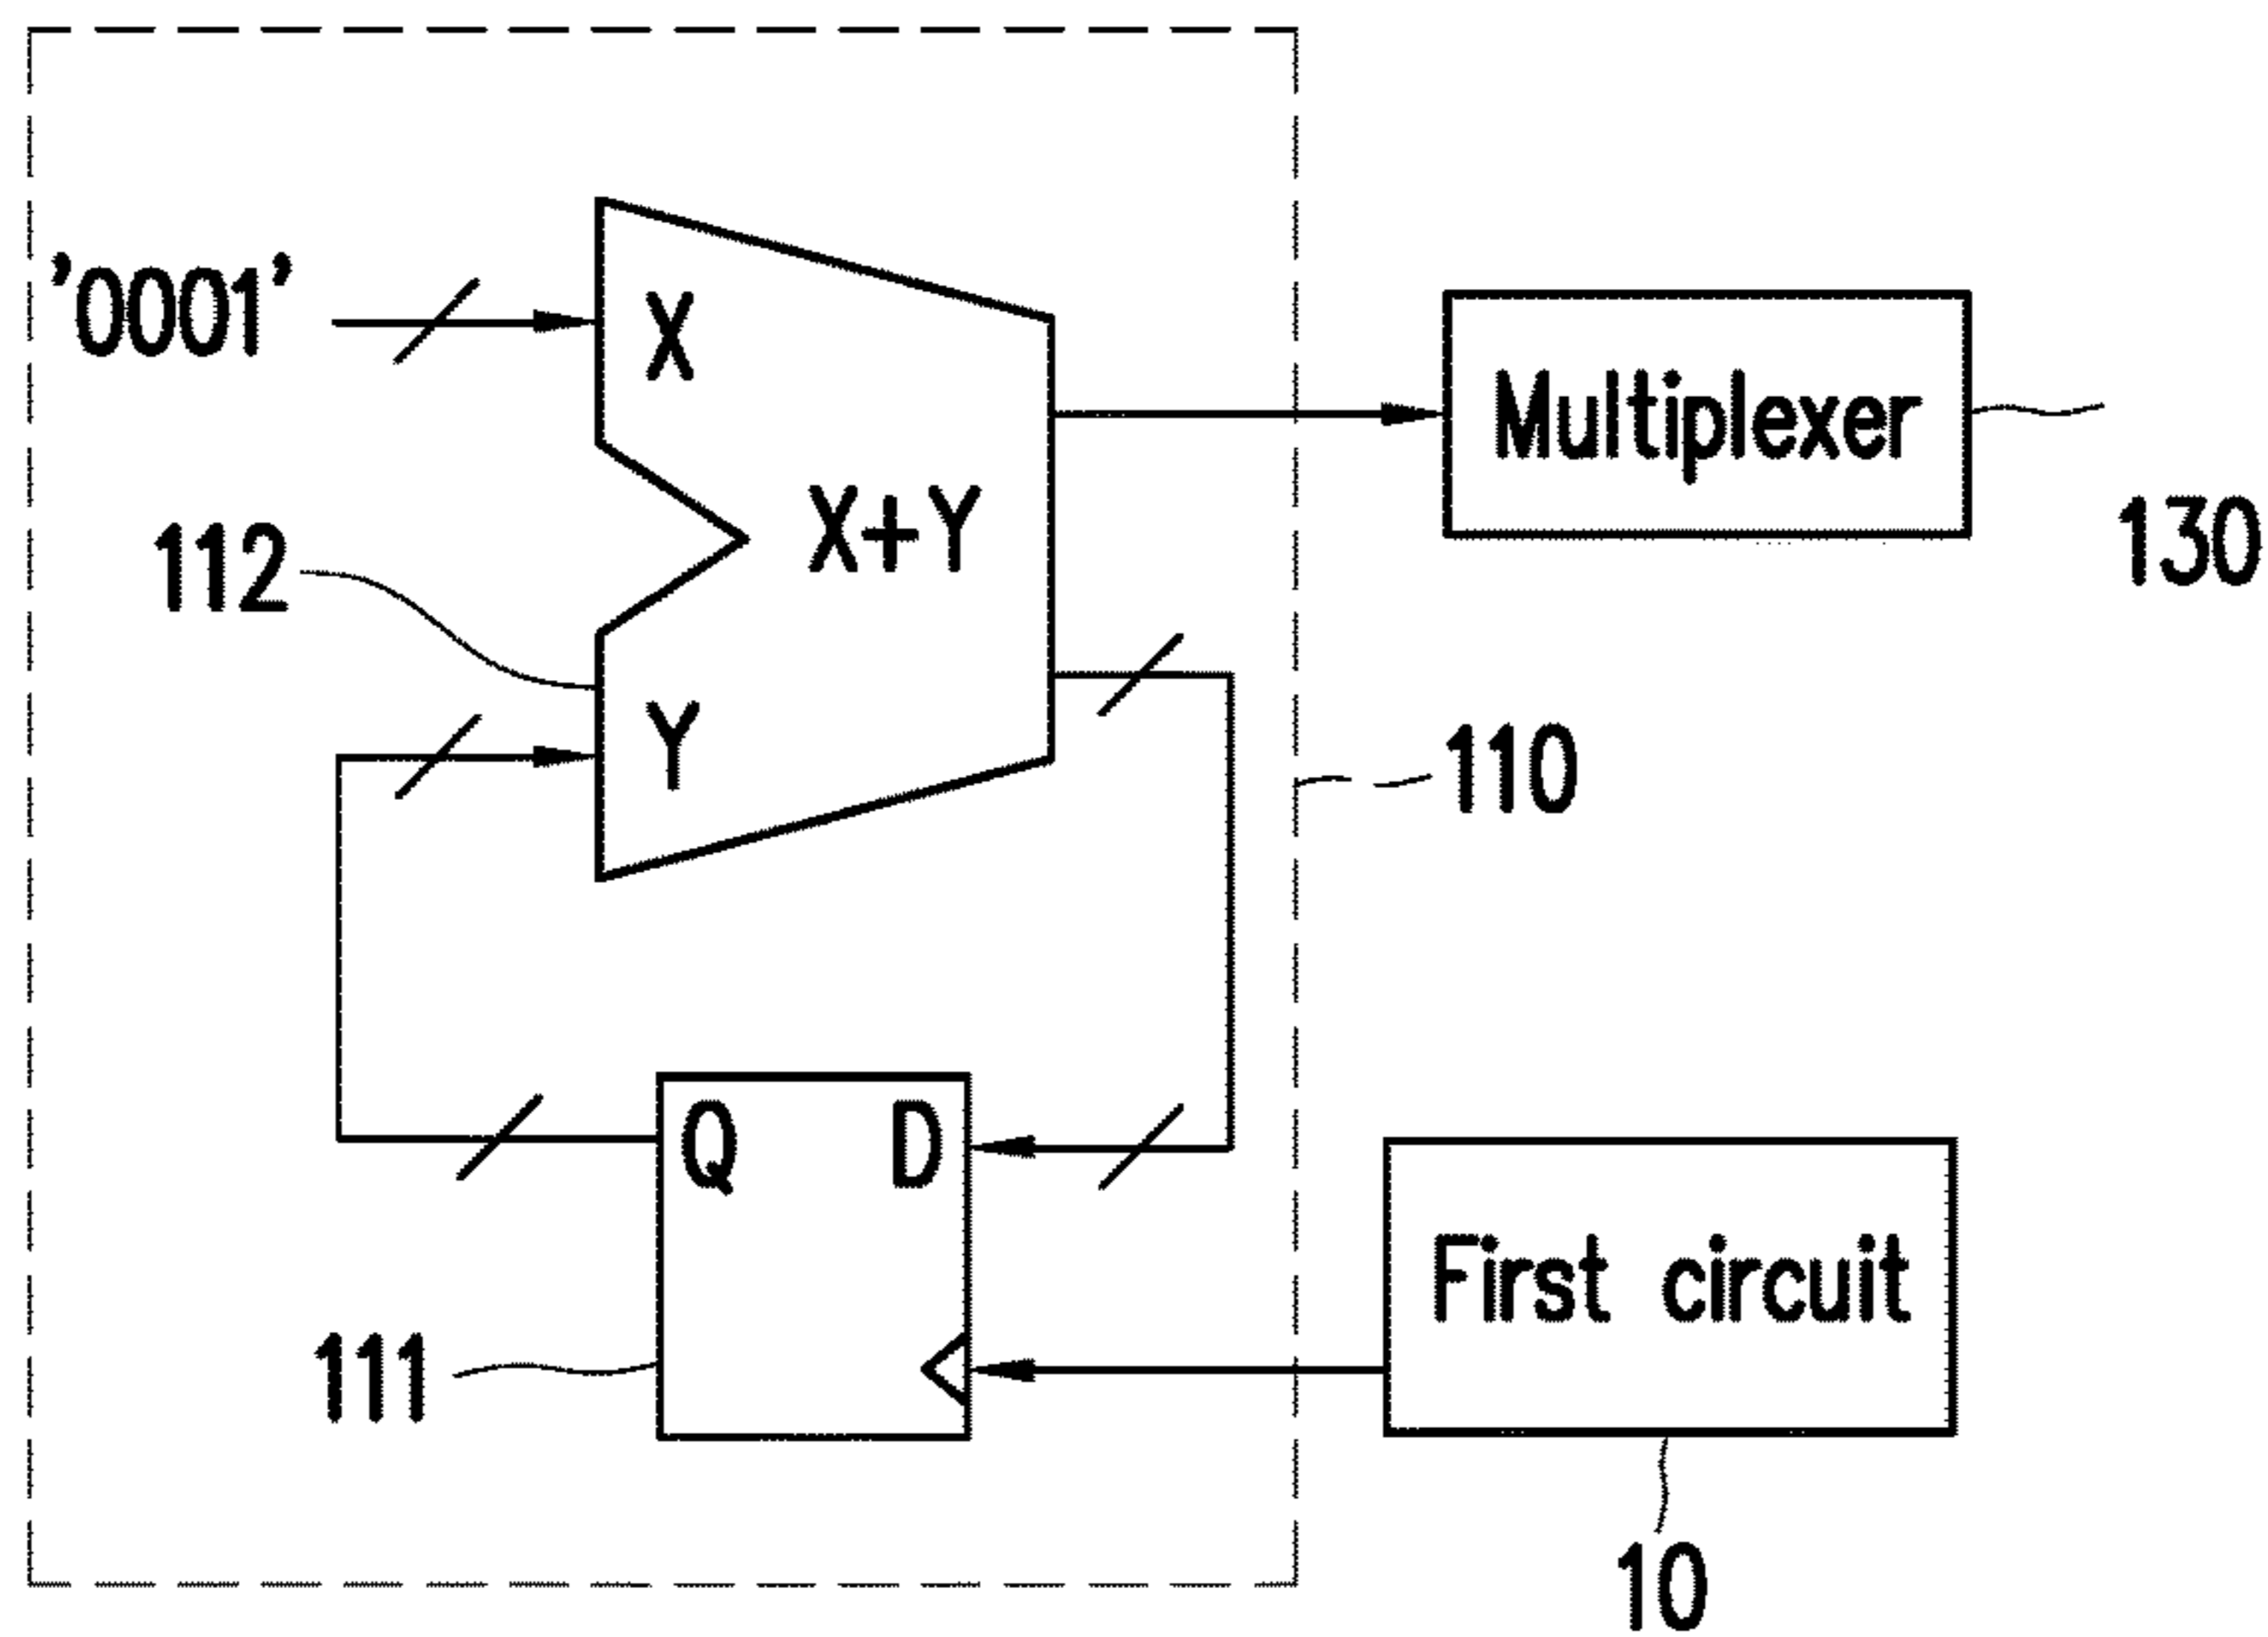 '0001'
X
Multiplexer
X+Y
130
112
Y
110
Q
D
First circuit
111
10